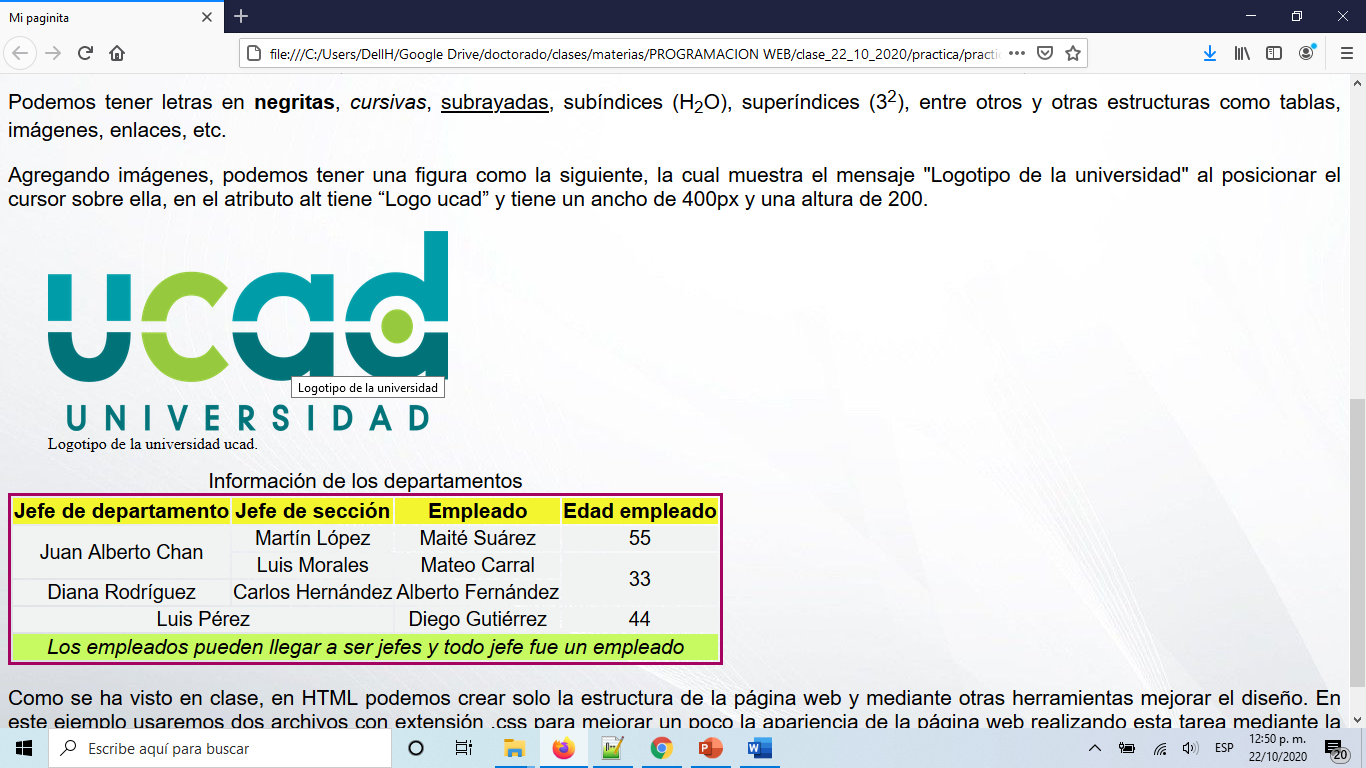 Mi paginita
file:///C:/Users/DellH/Google Drive/doctorado/clases/materias/PROGRAMACION WEB/clase_22_10_2020/practica/practic
Podemos tener letras en negritas, cursivas, subrayadas, subíndices (H2O), superíndices (3²), entre otros y otras estructuras como tablas,
imágenes, enlaces, etc.
Agregando imágenes, podemos tener una figura como la siguiente, la cual muestra el mensaje "Logotipo de la universidad" al posicionar el
cursor sobre ella, en el atributo alt tiene “Logo ucad” y tiene un ancho de 400px y una altura de 200.
ucad
Logotipo de la universidad
UNIVERSIDAD
Logotipo de la universidad ucad.
Información de los departamentos
Jefe de departamento Jefe de sección Empleado Edad empleado
Juan Alberto Chan Martín López Maité Suárez 55
Luis Morales Mateo Carral 33
Diana Rodríguez Carlos Hernández Alberto Fernández
Luis Pérez Diego Gutiérrez 44
Los empleados pueden llegar a ser jefes y todo jefe fue un empleado
Como se ha visto en clase, en HTML podemos crear solo la estructura de la página web y mediante otras herramientas mejorar el diseño. En
este ejemplo usaremos dos archivos con extensión .css para mejorar un poco la apariencia de la página web realizando esta tarea mediante la
Escribe aquí para buscar
ESP
12:50 p. m.
22/10/2020
20